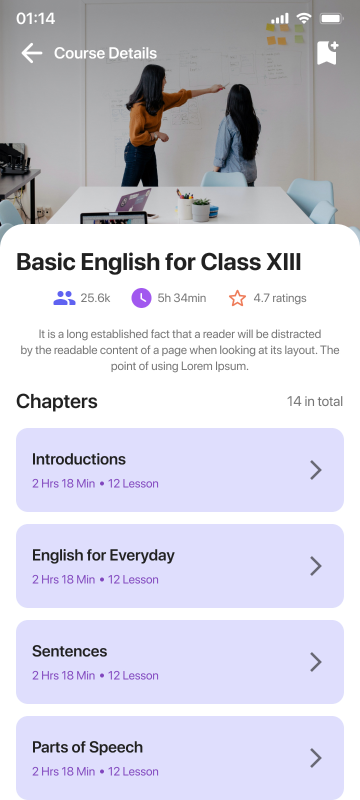 01:14
Course Details
Basic English for Class XIII
25.6k 5h 34min 4.7 ratings
It is a long established fact that a reader will be distracted
by the readable content of a page when looking at its layout. The
point of using Lorem Ipsum.
Chapters 14 in total
Introductions
2 Hrs 18 Min • 12 Lesson
English for Everyday
2 Hrs 18 Min • 12 Lesson
Sentences
2 Hrs 18 Min • 12 Lesson
Parts of Speech
2 Hrs 18 Min • 12 Lesson